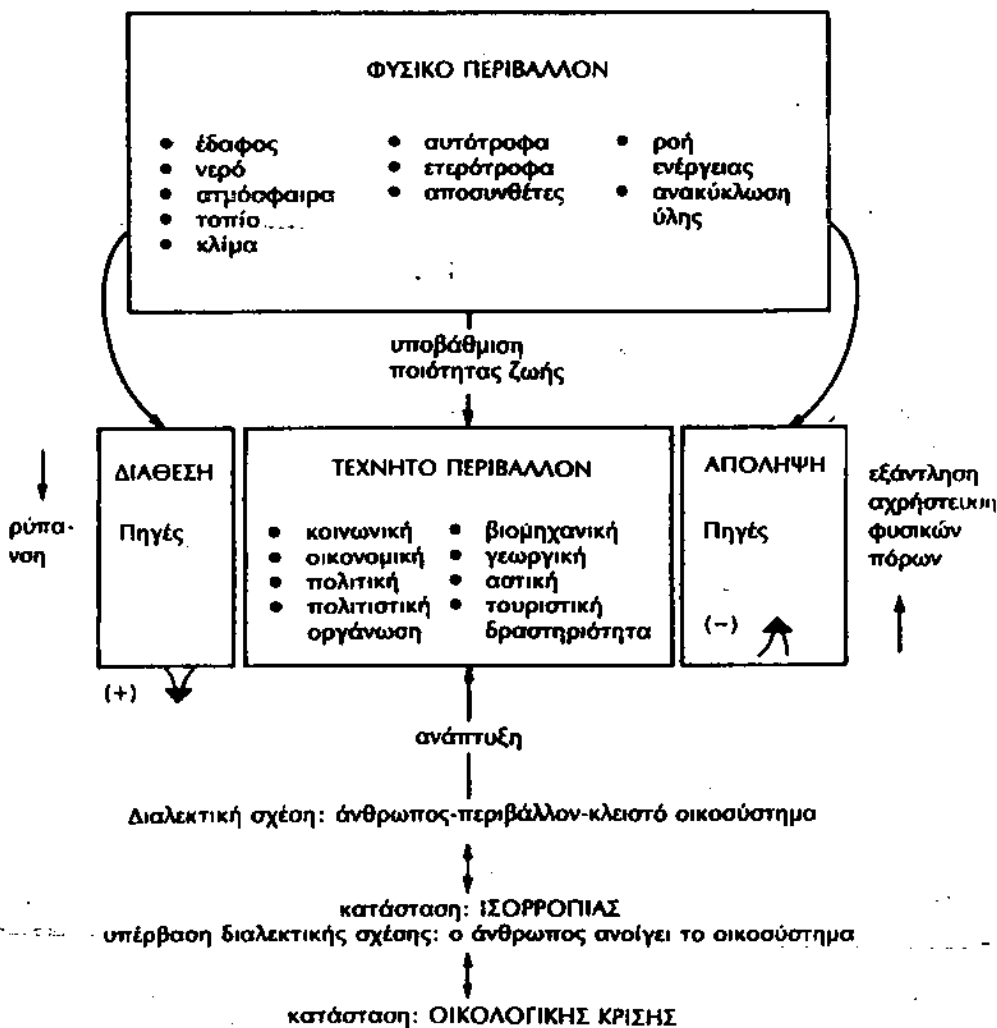 ΦΥΣΙΚΟ ΠΕΡΙΒΑΛΛΟΝ
• έδαφος
• νερό
• ατμόσφαιρα
• τοπίο
• κλίμα
• αυτότροφα
• ετερότροφα
• αποσυνθέτες
• ροή
ενέργειας
• ανακύκλωση
ύλης
υποβάθμιση
ποιότητας ζωής
ρύπα-
νση
ΔΙΑΘΕΣΗ
Πηγές
(+)
ΤΕΧΝΗΤΟ ΠΕΡΙΒΑΛΛΟΝ
• κοινωνική
• οικονομική
• πολιτική
• πολιτιστική
οργάνωση
• βιομηχανική
• γεωργική
• αστική
• τουριστική
δραστηριότητα
ΑΠΟΛΗΨΗ
Πηγές
(−)
εξάντληση
αχρήστευση
φυσικών
πόρων
ανάπτυξη
Διαλεκτική σχέση: άνθρωπος-περιβάλλον-κλειστό οικοσύστημα
κατάσταση: ΙΣΟΡΡΟΠΙΑΣ
υπέρβαση διαλεκτικής σχέσης: ο άνθρωπος ανοίγει το οικοσύστημα
κατάσταση: ΟΙΚΟΛΟΓΙΚΗΣ ΚΡΙΣΗΣ